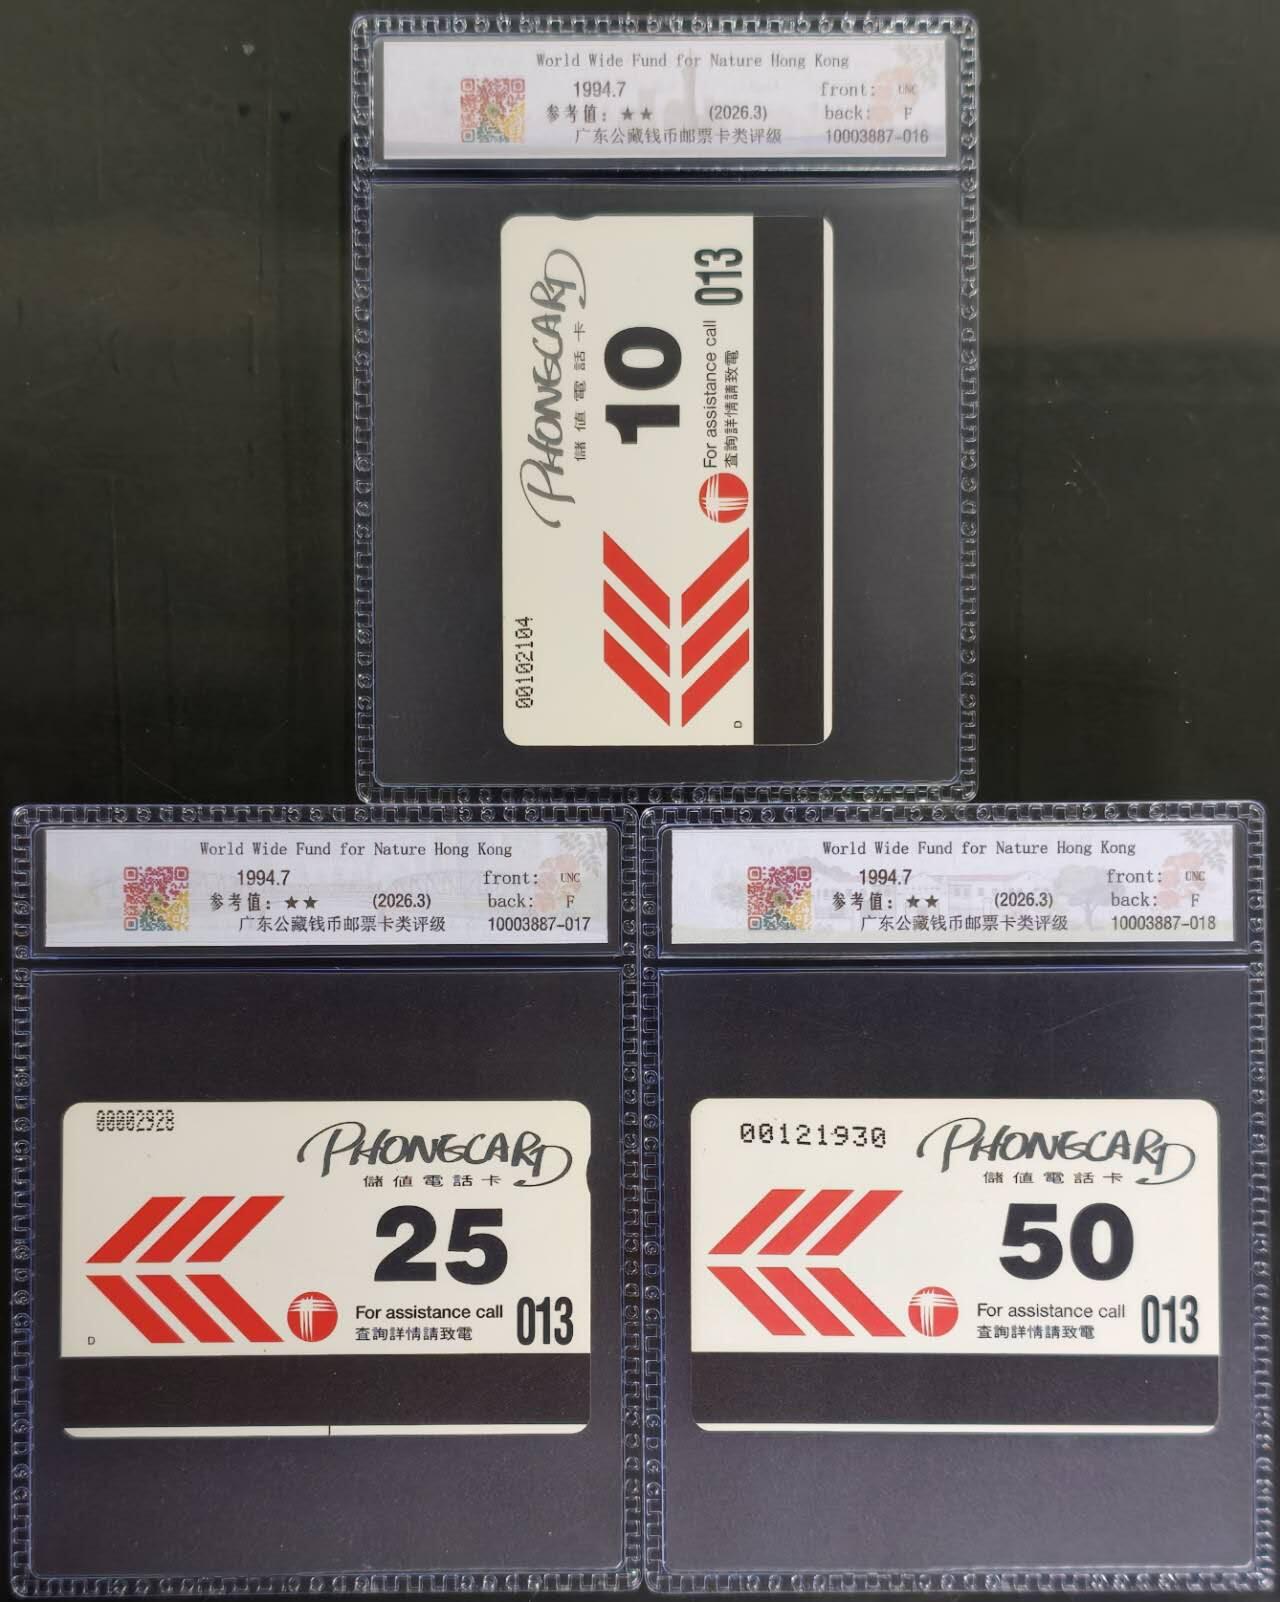 World Wide Fund for Nature Hong Kong
1994.7
front: UNC
参考值：★★
(2026.3)
back: F
广东公藏钱币邮票卡类评级
10003887-016
PHONECARD
儲值電話卡
10
For assistance call
查詢詳情請致電
013
00102104
D
World Wide Fund for Nature Hong Kong
1994.7
front: UNC
参考值：★★
(2026.3)
back: F
广东公藏钱币邮票卡类评级
10003887-017
00002928
PHONECARD
儲值電話卡
25
For assistance call
查詢詳情請致電
013
D
World Wide Fund for Nature Hong Kong
1994.7
front: UNC
参考值：★★
(2026.3)
back: F
广东公藏钱币邮票卡类评级
10003887-018
00121930
PHONECARD
儲值電話卡
50
For assistance call
查詢詳情請致電
013